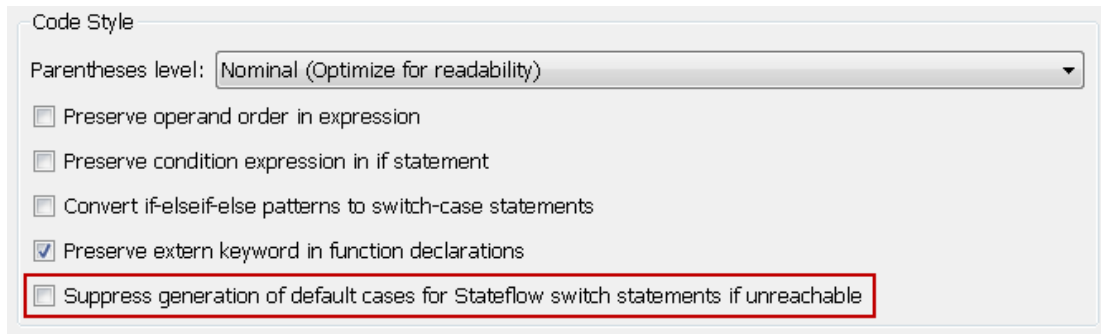 Code Style
Parentheses level: Nominal (Optimize for readability)
Preserve operand order in expression
Preserve condition expression in if statement
Convert if-elseif-else patterns to switch-case statements
Preserve extern keyword in function declarations
Suppress generation of default cases for Stateflow switch statements if unreachable